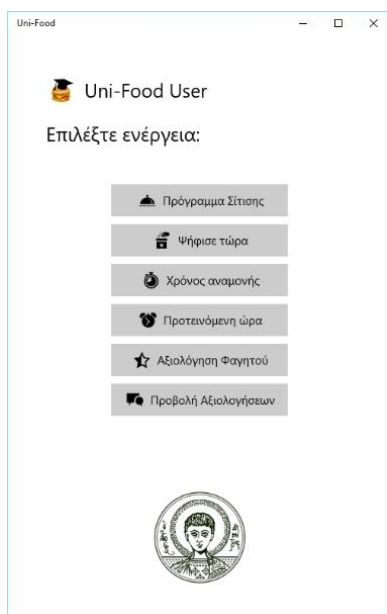 Uni-Food
Uni-Food User
Επιλέξτε ενέργεια:
Πρόγραμμα Σίτισης
Ψήφισε τώρα
Χρόνος αναμονής
Προτεινόμενη ώρα
Αξιολόγηση Φαγητού
Προβολή Αξιολογήσεων